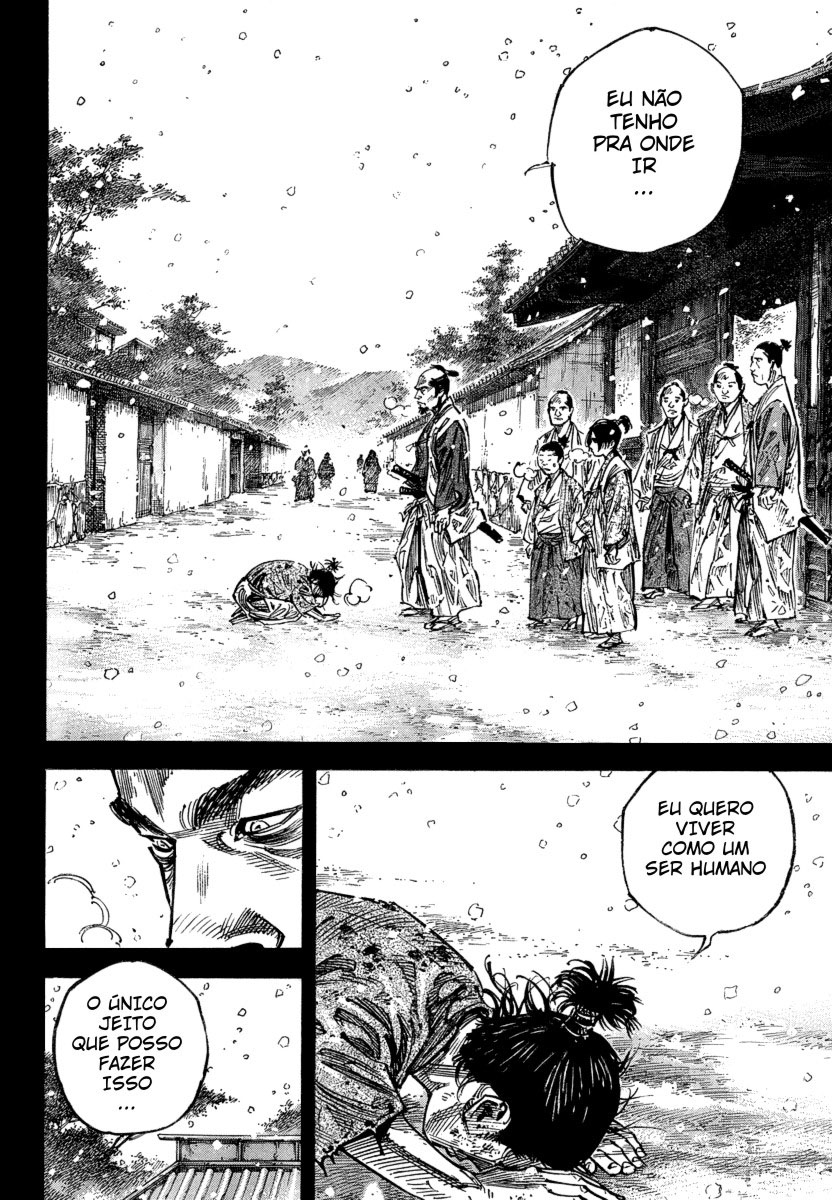 EU NÃO
TENHO
PRA ONDE
IR
...
EU QUERO
VIVER
COMO UM
SER HUMANO
O ÚNICO
JEITO
QUE POSSO
FAZER
ISSO
...